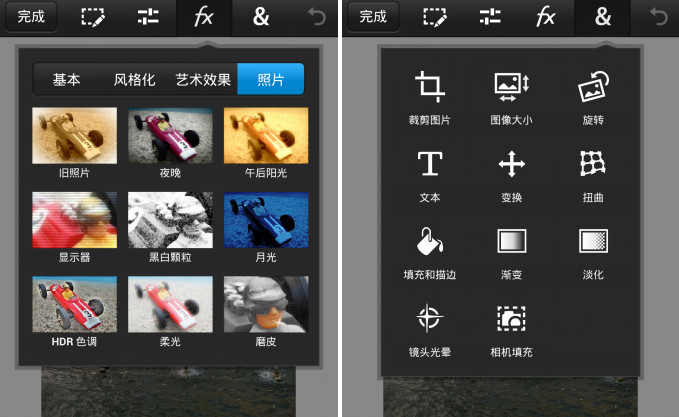 完成 fx &
基本 风格化 艺术效果 照片
旧照片 夜晚 午后阳光
显示器 黑白颗粒 月光
HDR 色调 柔光 磨皮
完成 fx &
裁剪图片 图像大小 旋转
T
文本 变换 扭曲
填充和描边 渐变 淡化
镜头光晕 相机填充